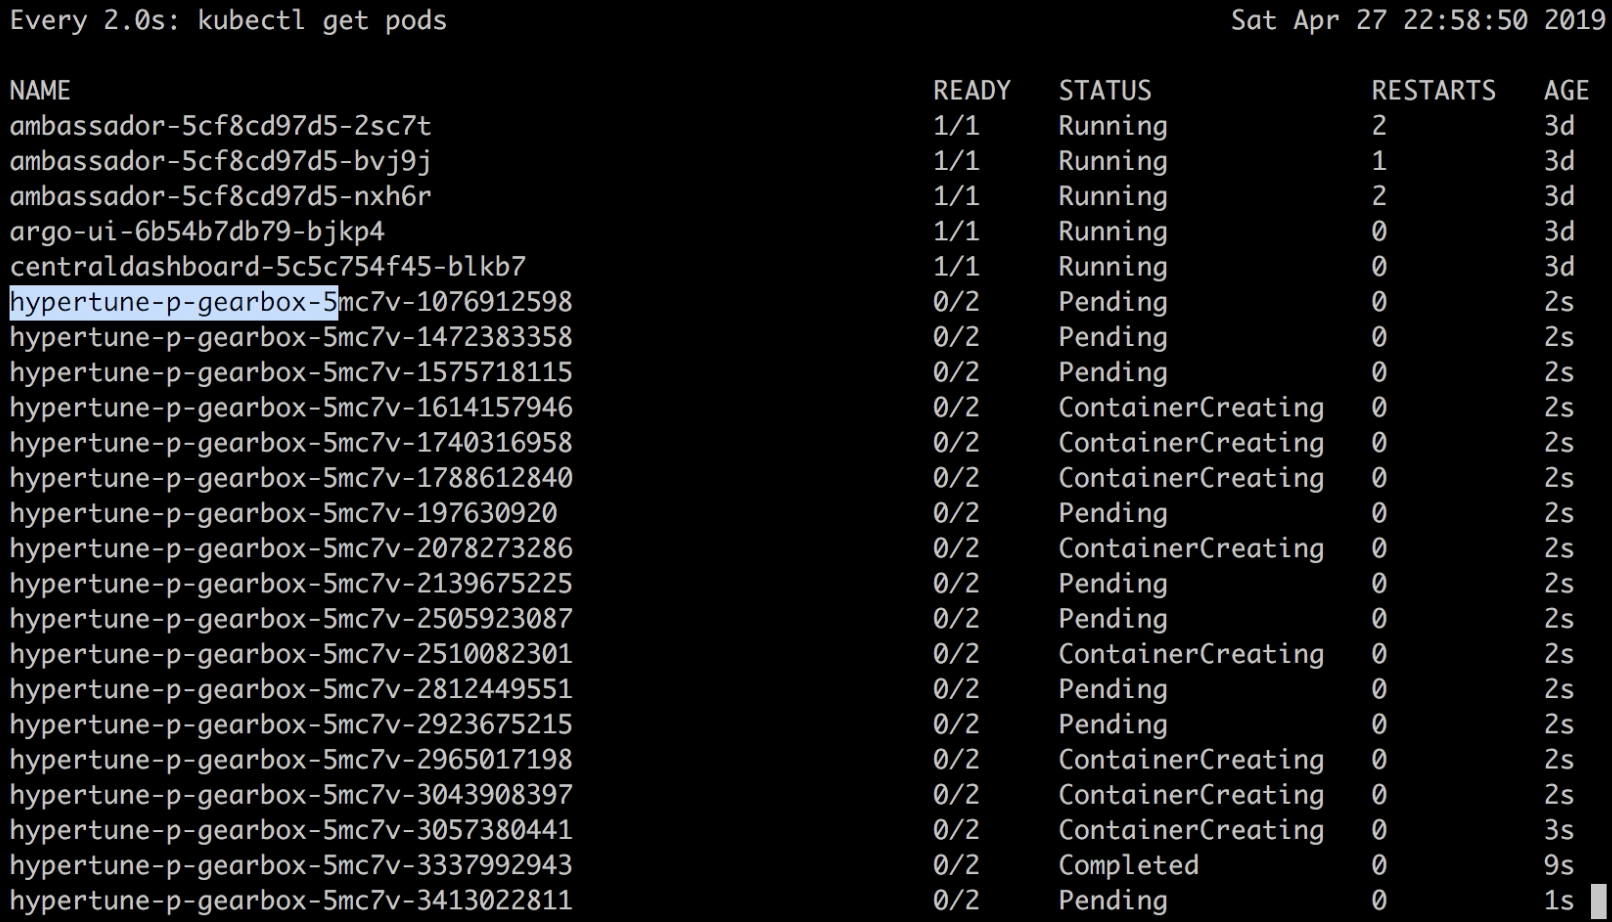 Every 2.0s: kubectl get pods Sat Apr 27 22:58:50 2019
NAME READY STATUS RESTARTS AGE
ambassador-5cf8cd97d5-2sc7t 1/1 Running 2 3d
ambassador-5cf8cd97d5-bvj9j 1/1 Running 1 3d
ambassador-5cf8cd97d5-nxh6r 1/1 Running 2 3d
argo-ui-6b54b7db79-bjkp4 1/1 Running 0 3d
centraldashboard-5c5c754f45-blkb7 1/1 Running 0 3d
hypertune-p-gearbox-5mc7v-1076912598 0/2 Pending 0 2s
hypertune-p-gearbox-5mc7v-1472383358 0/2 Pending 0 2s
hypertune-p-gearbox-5mc7v-1575718115 0/2 Pending 0 2s
hypertune-p-gearbox-5mc7v-1614157946 0/2 ContainerCreating 0 2s
hypertune-p-gearbox-5mc7v-1740316958 0/2 ContainerCreating 0 2s
hypertune-p-gearbox-5mc7v-1788612840 0/2 ContainerCreating 0 2s
hypertune-p-gearbox-5mc7v-197630920 0/2 Pending 0 2s
hypertune-p-gearbox-5mc7v-2078273286 0/2 ContainerCreating 0 2s
hypertune-p-gearbox-5mc7v-2139675225 0/2 Pending 0 2s
hypertune-p-gearbox-5mc7v-2505923087 0/2 Pending 0 2s
hypertune-p-gearbox-5mc7v-2510082301 0/2 ContainerCreating 0 2s
hypertune-p-gearbox-5mc7v-2812449551 0/2 Pending 0 2s
hypertune-p-gearbox-5mc7v-2923675215 0/2 Pending 0 2s
hypertune-p-gearbox-5mc7v-2965017198 0/2 ContainerCreating 0 2s
hypertune-p-gearbox-5mc7v-3043908397 0/2 ContainerCreating 0 2s
hypertune-p-gearbox-5mc7v-3057380441 0/2 ContainerCreating 0 3s
hypertune-p-gearbox-5mc7v-3337992943 0/2 Completed 0 9s
hypertune-p-gearbox-5mc7v-3413022811 0/2 Pending 0 1s